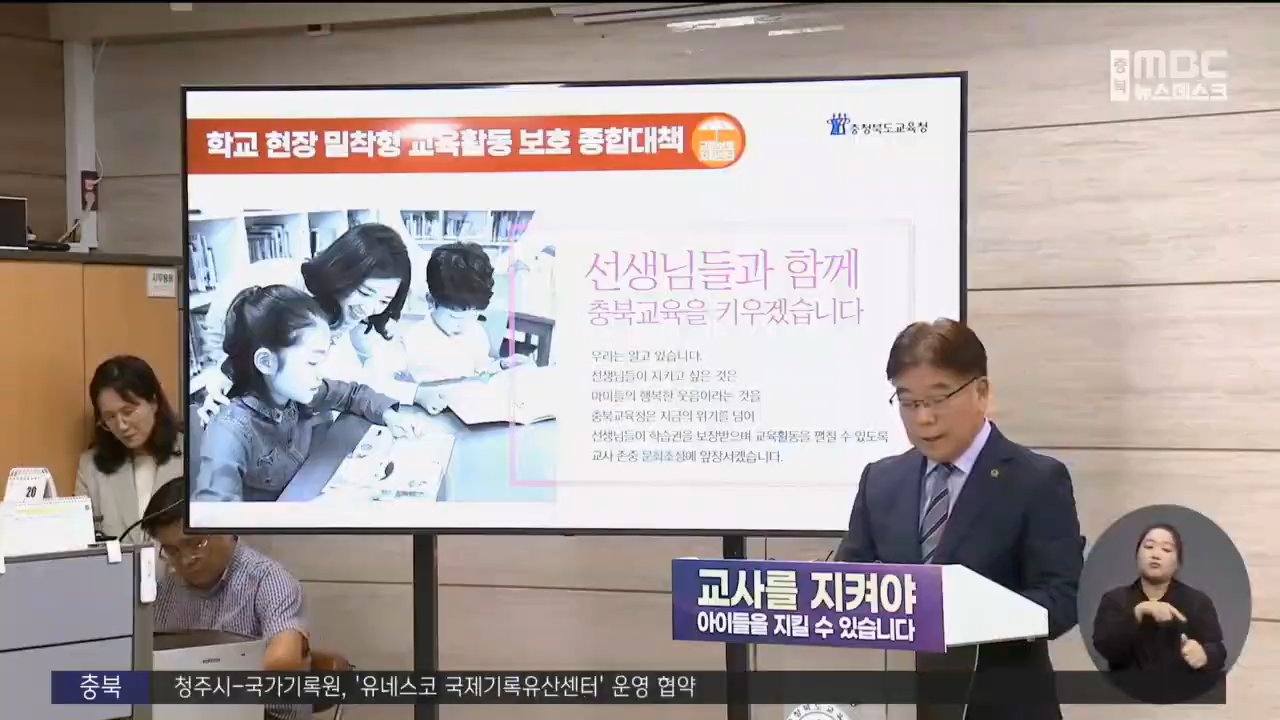 충북
MBC
뉴스데스크
학교 현장 밀착형 교육활동 보호 종합대책
충청북도교육청
선생님들과 함께
충북교육을 키우겠습니다
우리는 알고 있습니다.
선생님들이 지키고 싶은 것은
아이들의 행복한 웃음이라는 것을
충북교육청은 지금의 위기를 넘어
선생님들이 학습권을 보장받으며 교육활동을 펼칠 수 있도록
교사 존중 문화조성에 앞장서겠습니다.
20
교사를 지켜야
아이들을 지킬 수 있습니다
충북
청주시-국가기록원, '유네스코 국제기록유산센터' 운영 협약